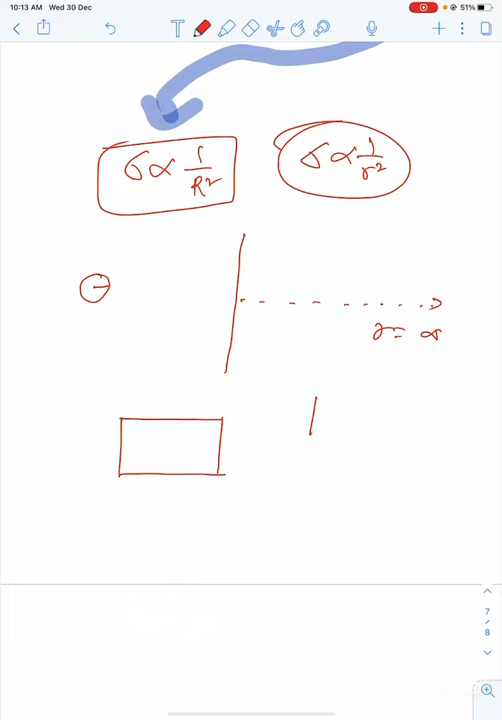 10:13 AM Wed 30 Dec
51%
T
σ ∝ 1/R²
σ ∝ 1/r²
r = ∝
7
/
8